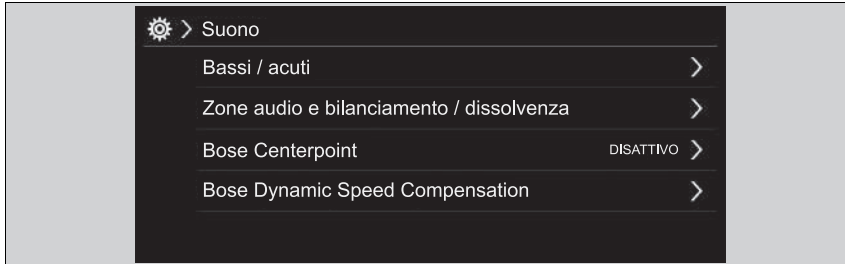 Suono
Bassi / acuti
Zone audio e bilanciamento / dissolvenza
Bose Centerpoint DISATTIVO
Bose Dynamic Speed Compensation